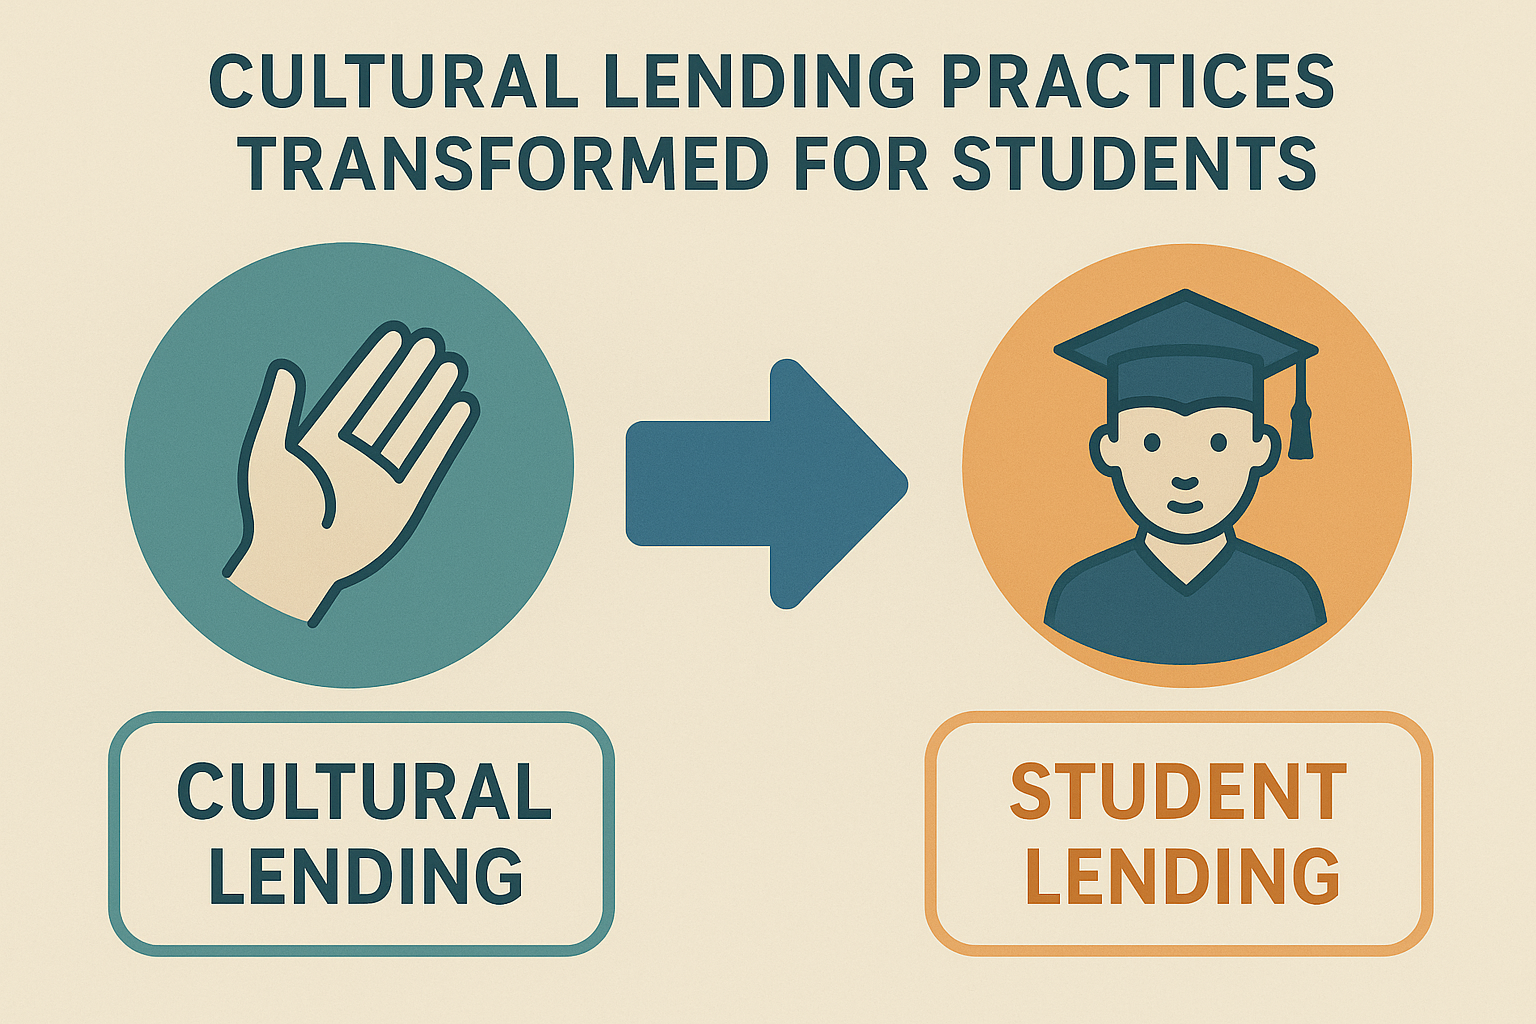 CULTURAL LENDING PRACTICES
TRANSFORMED FOR STUDENTS
CULTURAL
LENDING
STUDENT
LENDING